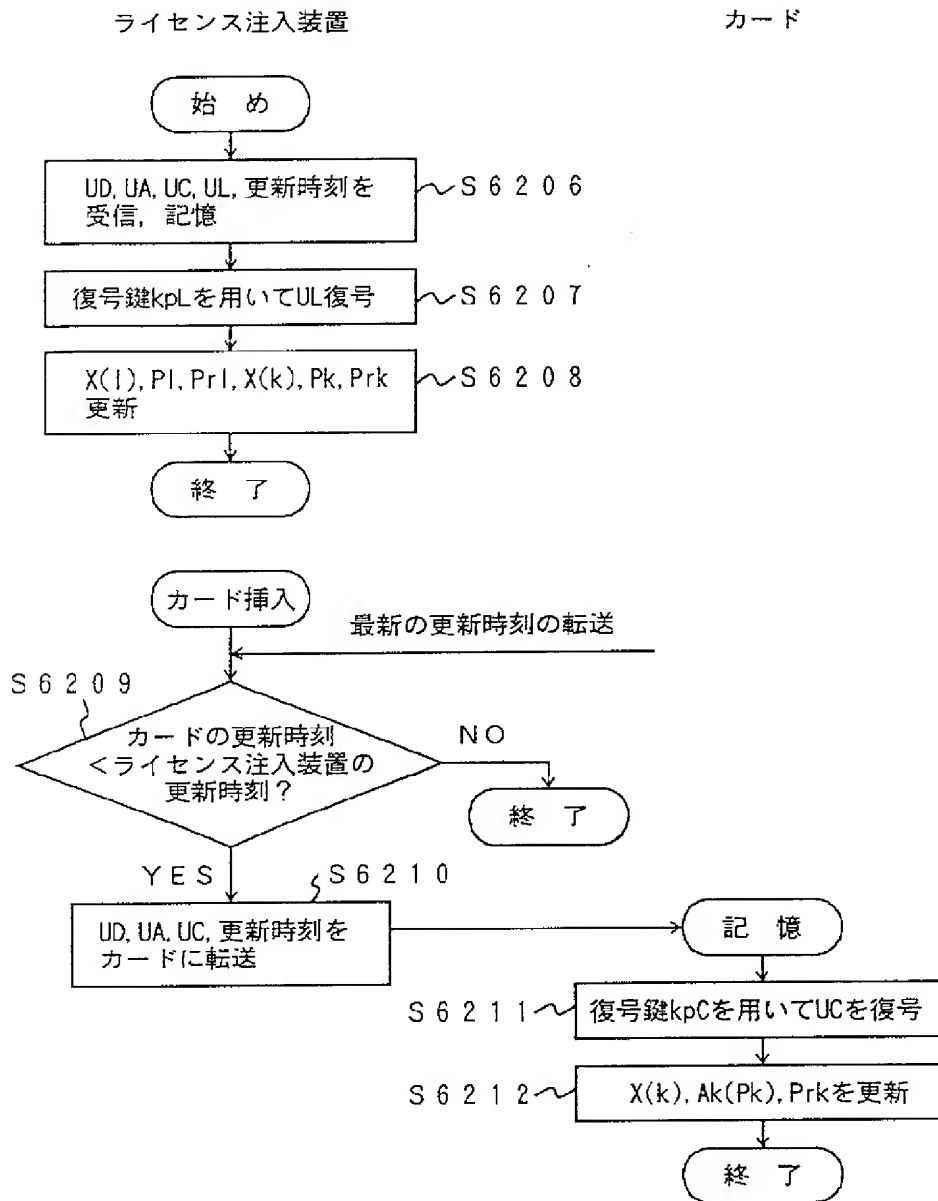 ライセンス注入装置
カード
始 め
UD, UA, UC, UL, 更新時刻を
受信, 記憶
S6206
復号鍵kpLを用いてUL復号
S6207
X(l), Pl, Prl, X(k), Pk, Prk
更新
S6208
終 了
カード挿入
最新の更新時刻の転送
S6209
カードの更新時刻
<ライセンス注入装置の
更新時刻?
NO
終 了
YES
S6210
UD, UA, UC, 更新時刻を
カードに転送
記 憶
S6211
復号鍵kpCを用いてUCを復号
S6212
X(k), Ak(Pk), Prkを更新
終 了